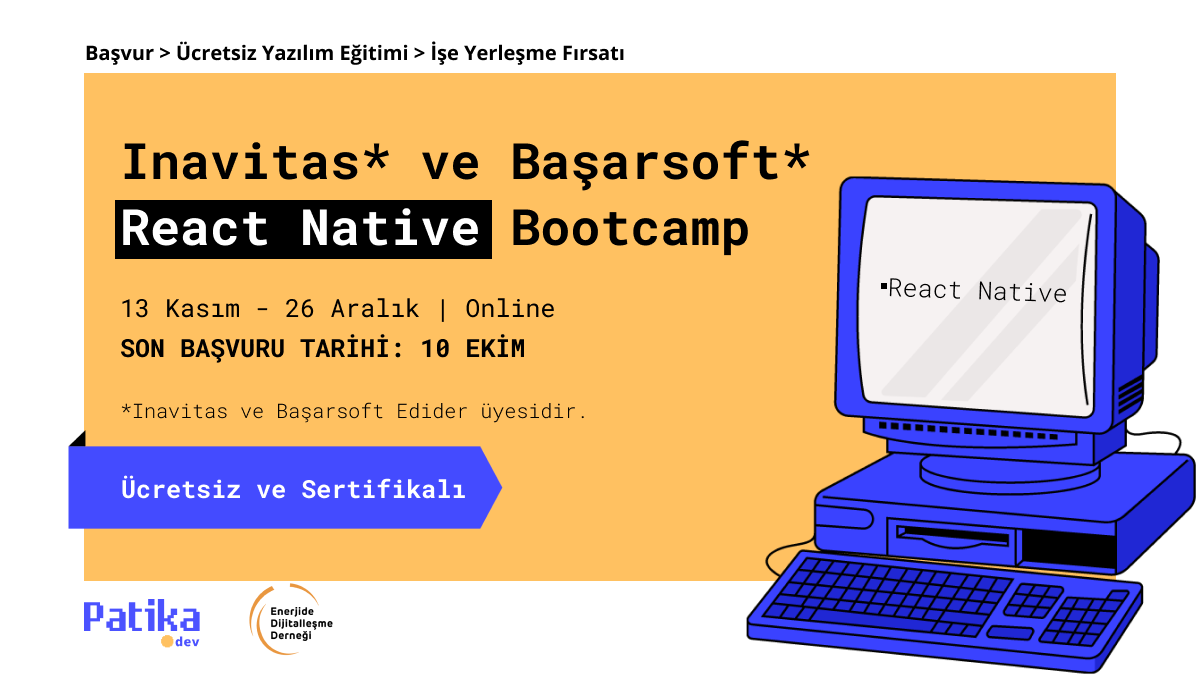 Başvur > Ücretsiz Yazılım Eğitimi > İşe Yerleşme Fırsatı
Inavitas* ve Başarsoft*
React Native Bootcamp
13 Kasım - 26 Aralık | Online
SON BAŞVURU TARİHİ: 10 EKİM
*Inavitas ve Başarsoft Edider üyesidir.
Ücretsiz ve Sertifikalı
React Native
Patika
dev
Enerjide
Dijitalleşme
Derneği